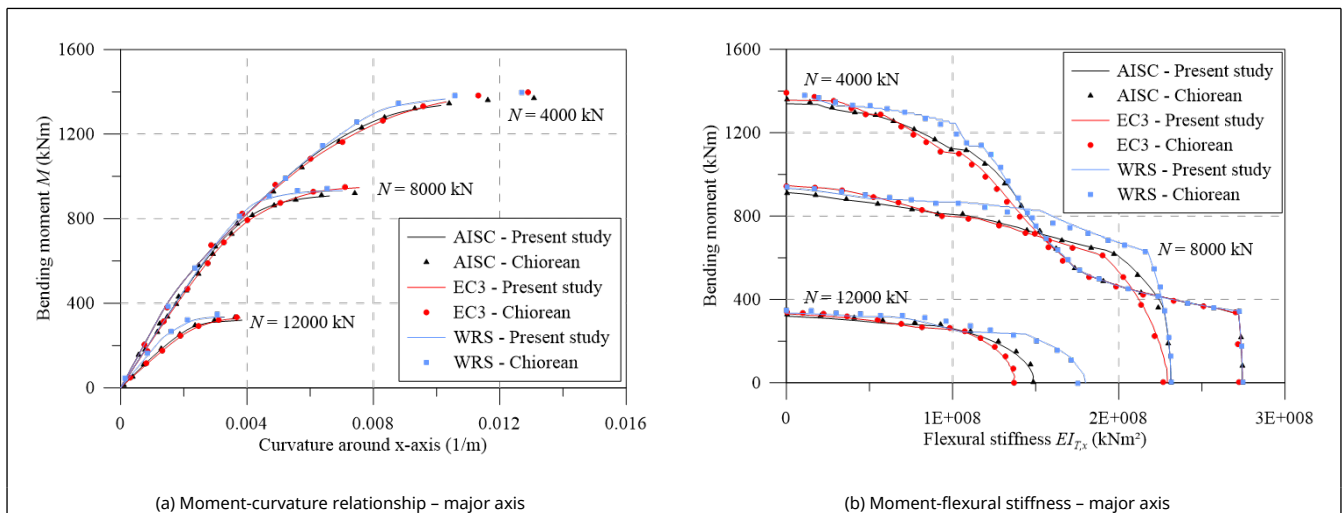 1600
1200
800
400
0
Bending moment M (kNm)
N = 4000 kN
N = 8000 kN
N = 12000 kN
AISC - Present study
AISC - Chiorean
EC3 - Present study
EC3 - Chiorean
WRS - Present study
WRS - Chiorean
0 0.004 0.008 0.012 0.016
Curvature around x-axis (1/m)
(a) Moment-curvature relationship – major axis
1600
1200
800
400
0
Bending moment (kNm)
N = 4000 kN
AISC - Present study
AISC - Chiorean
EC3 - Present study
EC3 - Chiorean
WRS - Present study
WRS - Chiorean
N = 8000 kN
N = 12000 kN
0 1E+008 2E+008 3E+008
Flexural stiffness EI_T,x (kNm²)
(b) Moment-flexural stiffness – major axis